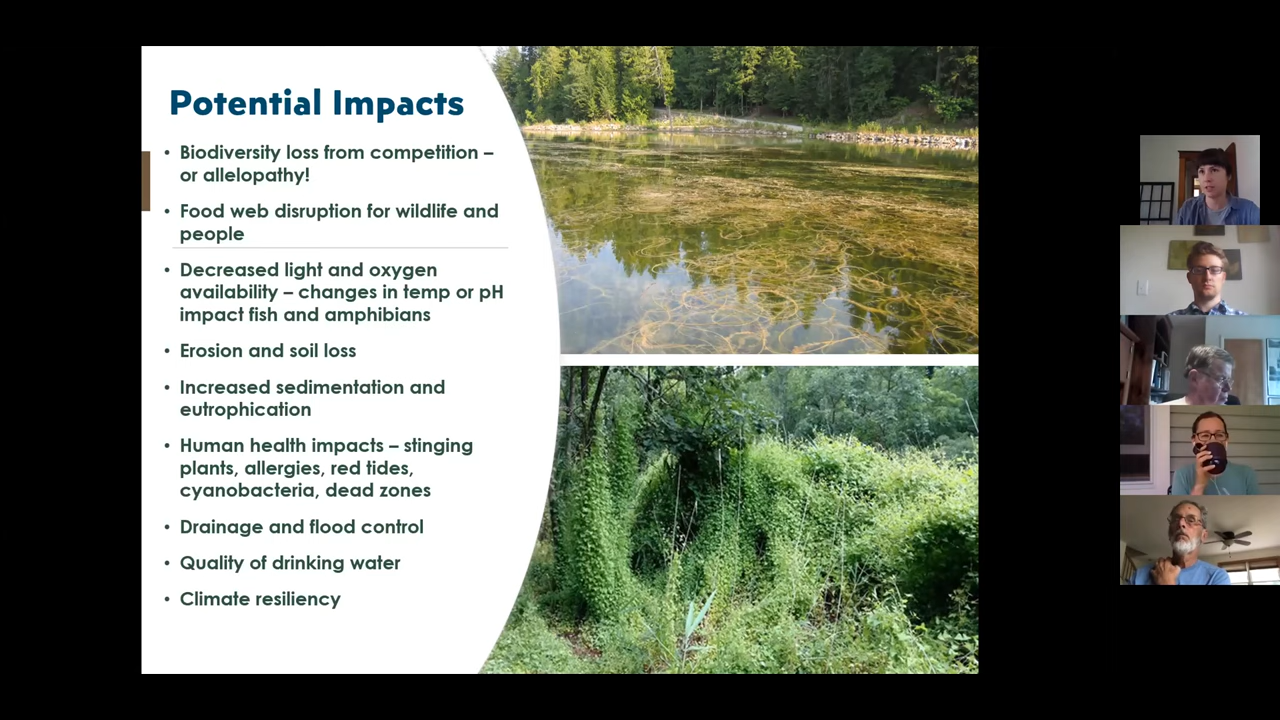 Potential Impacts
• Biodiversity loss from competition –
or allelopathy!
• Food web disruption for wildlife and
people
• Decreased light and oxygen
availability – changes in temp or pH
impact fish and amphibians
• Erosion and soil loss
• Increased sedimentation and
eutrophication
• Human health impacts – stinging
plants, allergies, red tides,
cyanobacteria, dead zones
• Drainage and flood control
• Quality of drinking water
• Climate resiliency